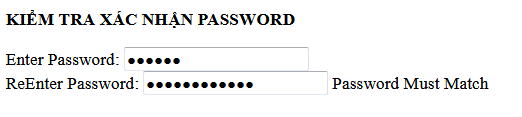 KIỂM TRA XÁC NHẬN PASSWORD
Enter Password: ●●●●●●
ReEnter Password: ●●●●●●●●●●●● Password Must Match